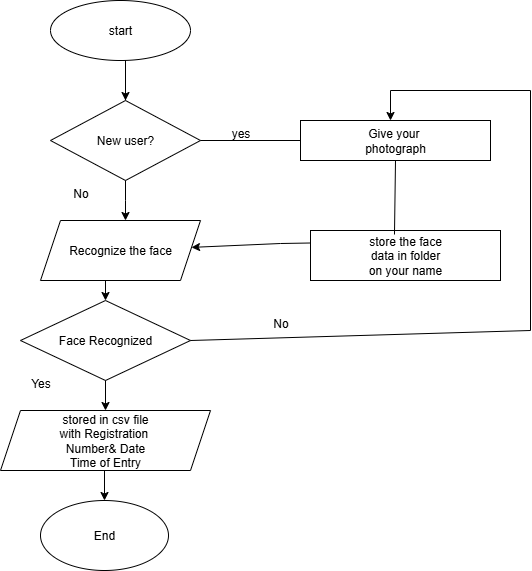 start
New user?
yes
Give your
photograph
No
Recognize the face
store the face
data in folder
on your name
No
Face Recognized
Yes
stored in csv file
with Registration
Number& Date
Time of Entry
End